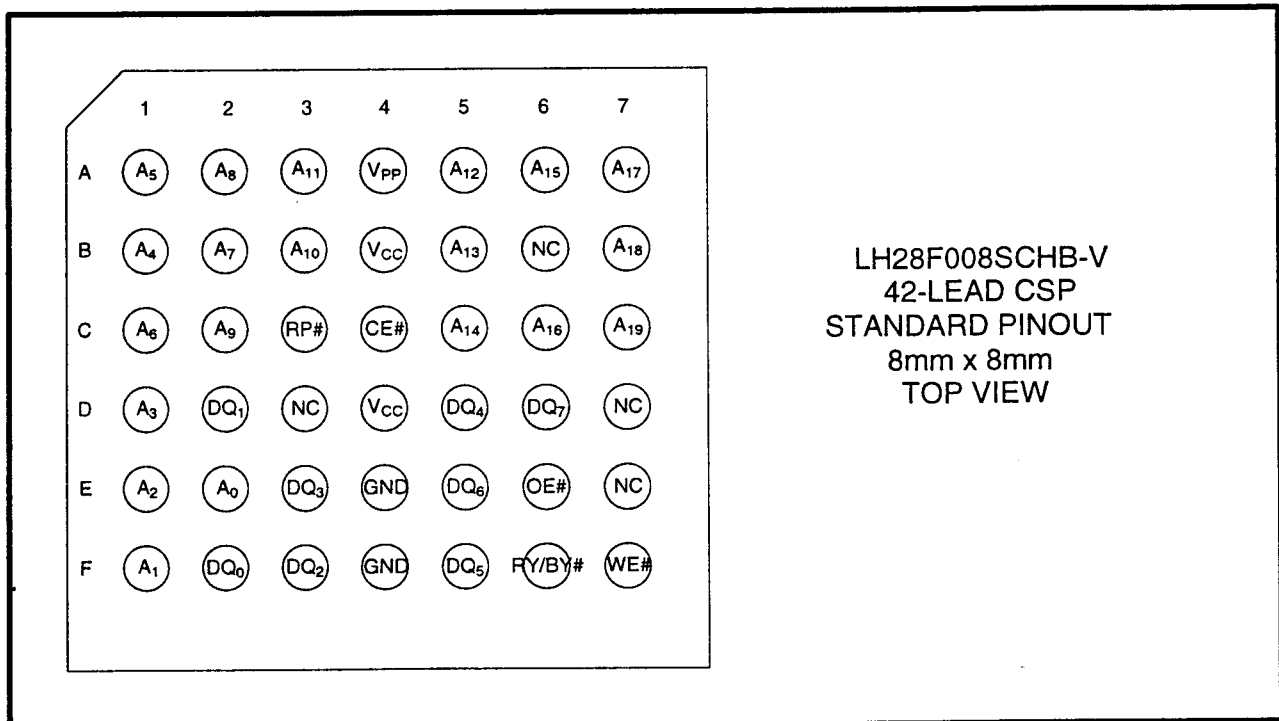 1 2 3 4 5 6 7
A A5 A8 A11 VPP A12 A15 A17
B A4 A7 A10 VCC A13 NC A18
C A6 A9 RP# CE# A14 A16 A19
D A3 DQ1 NC VCC DQ4 DQ7 NC
E A2 A0 DQ3 GND DQ6 OE# NC
F A1 DQ0 DQ2 GND DQ5 RY/BY# WE#
LH28F008SCHB-V
42-LEAD CSP
STANDARD PINOUT
8mm x 8mm
TOP VIEW